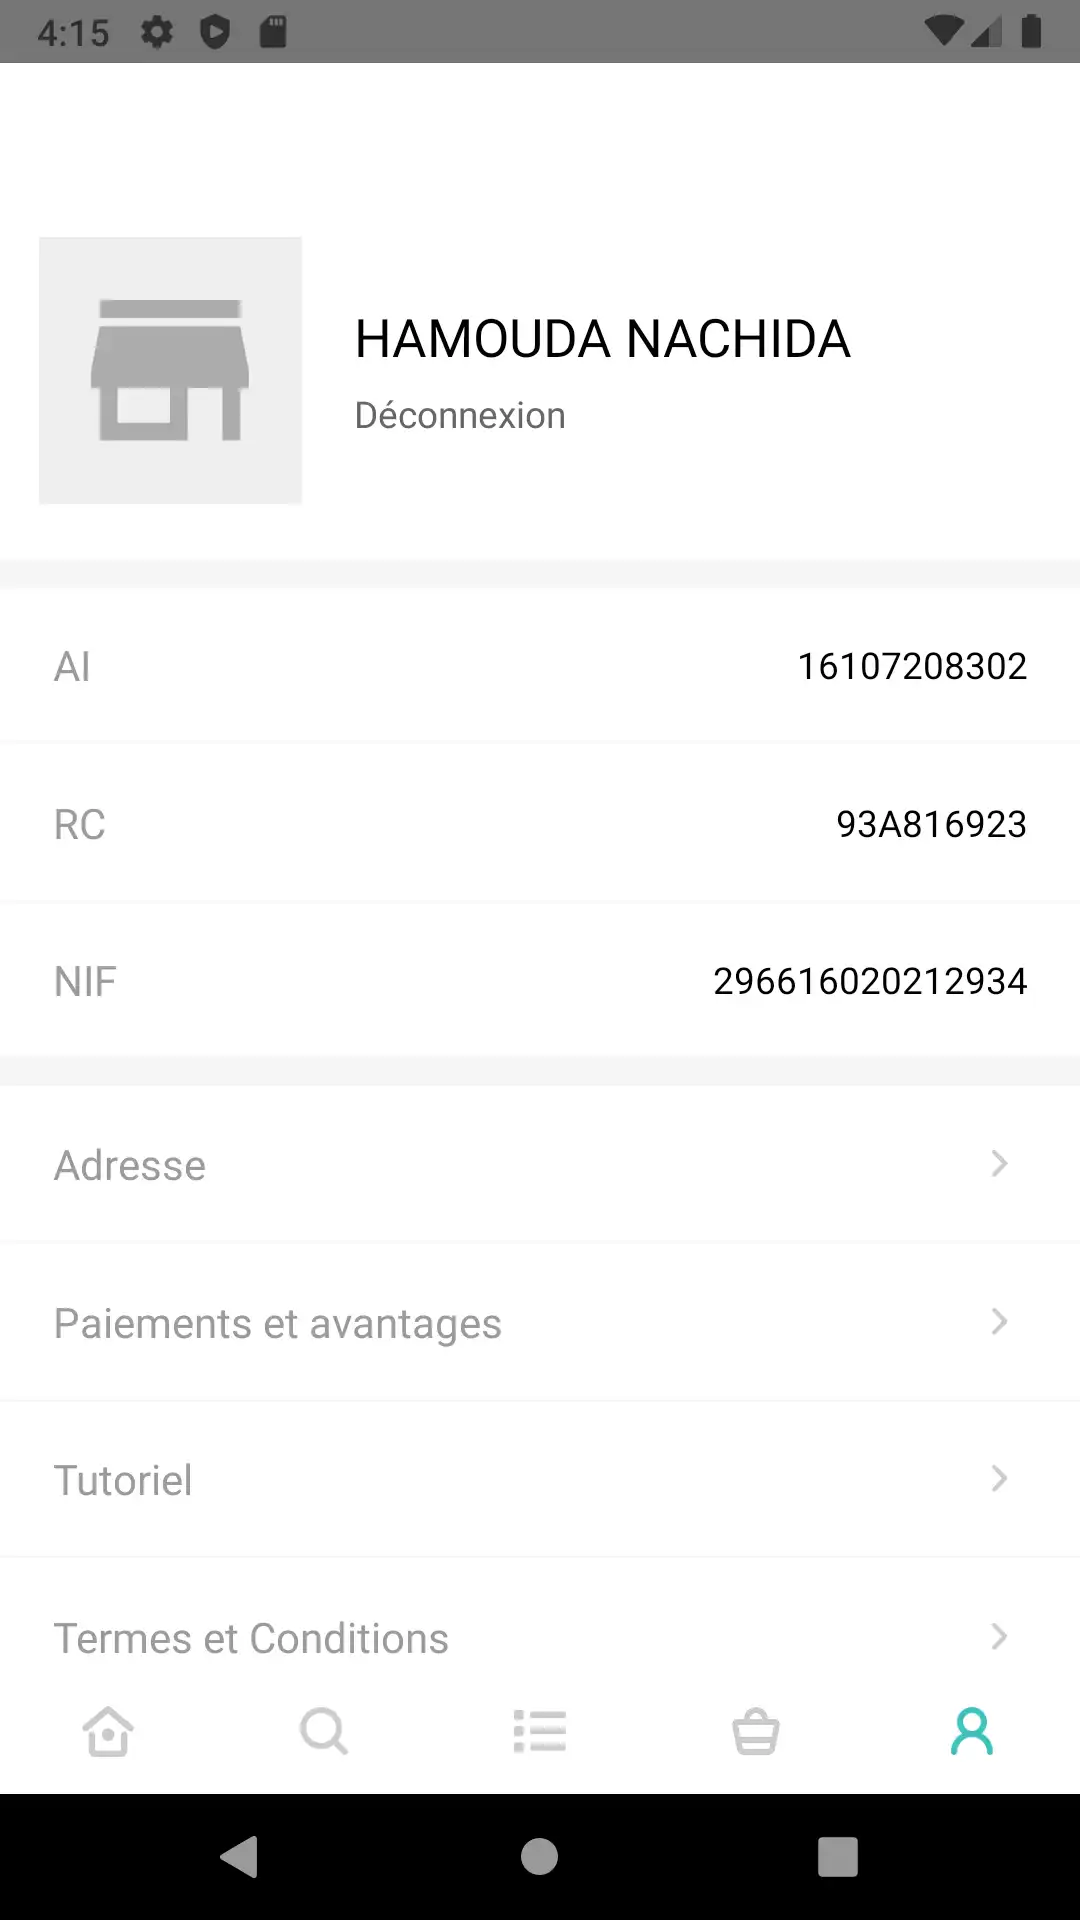 4:15
HAMOUDA NACHIDA
Déconnexion
AI 16107208302
RC 93A816923
NIF 296616020212934
Adresse
Paiements et avantages
Tutoriel
Termes et Conditions